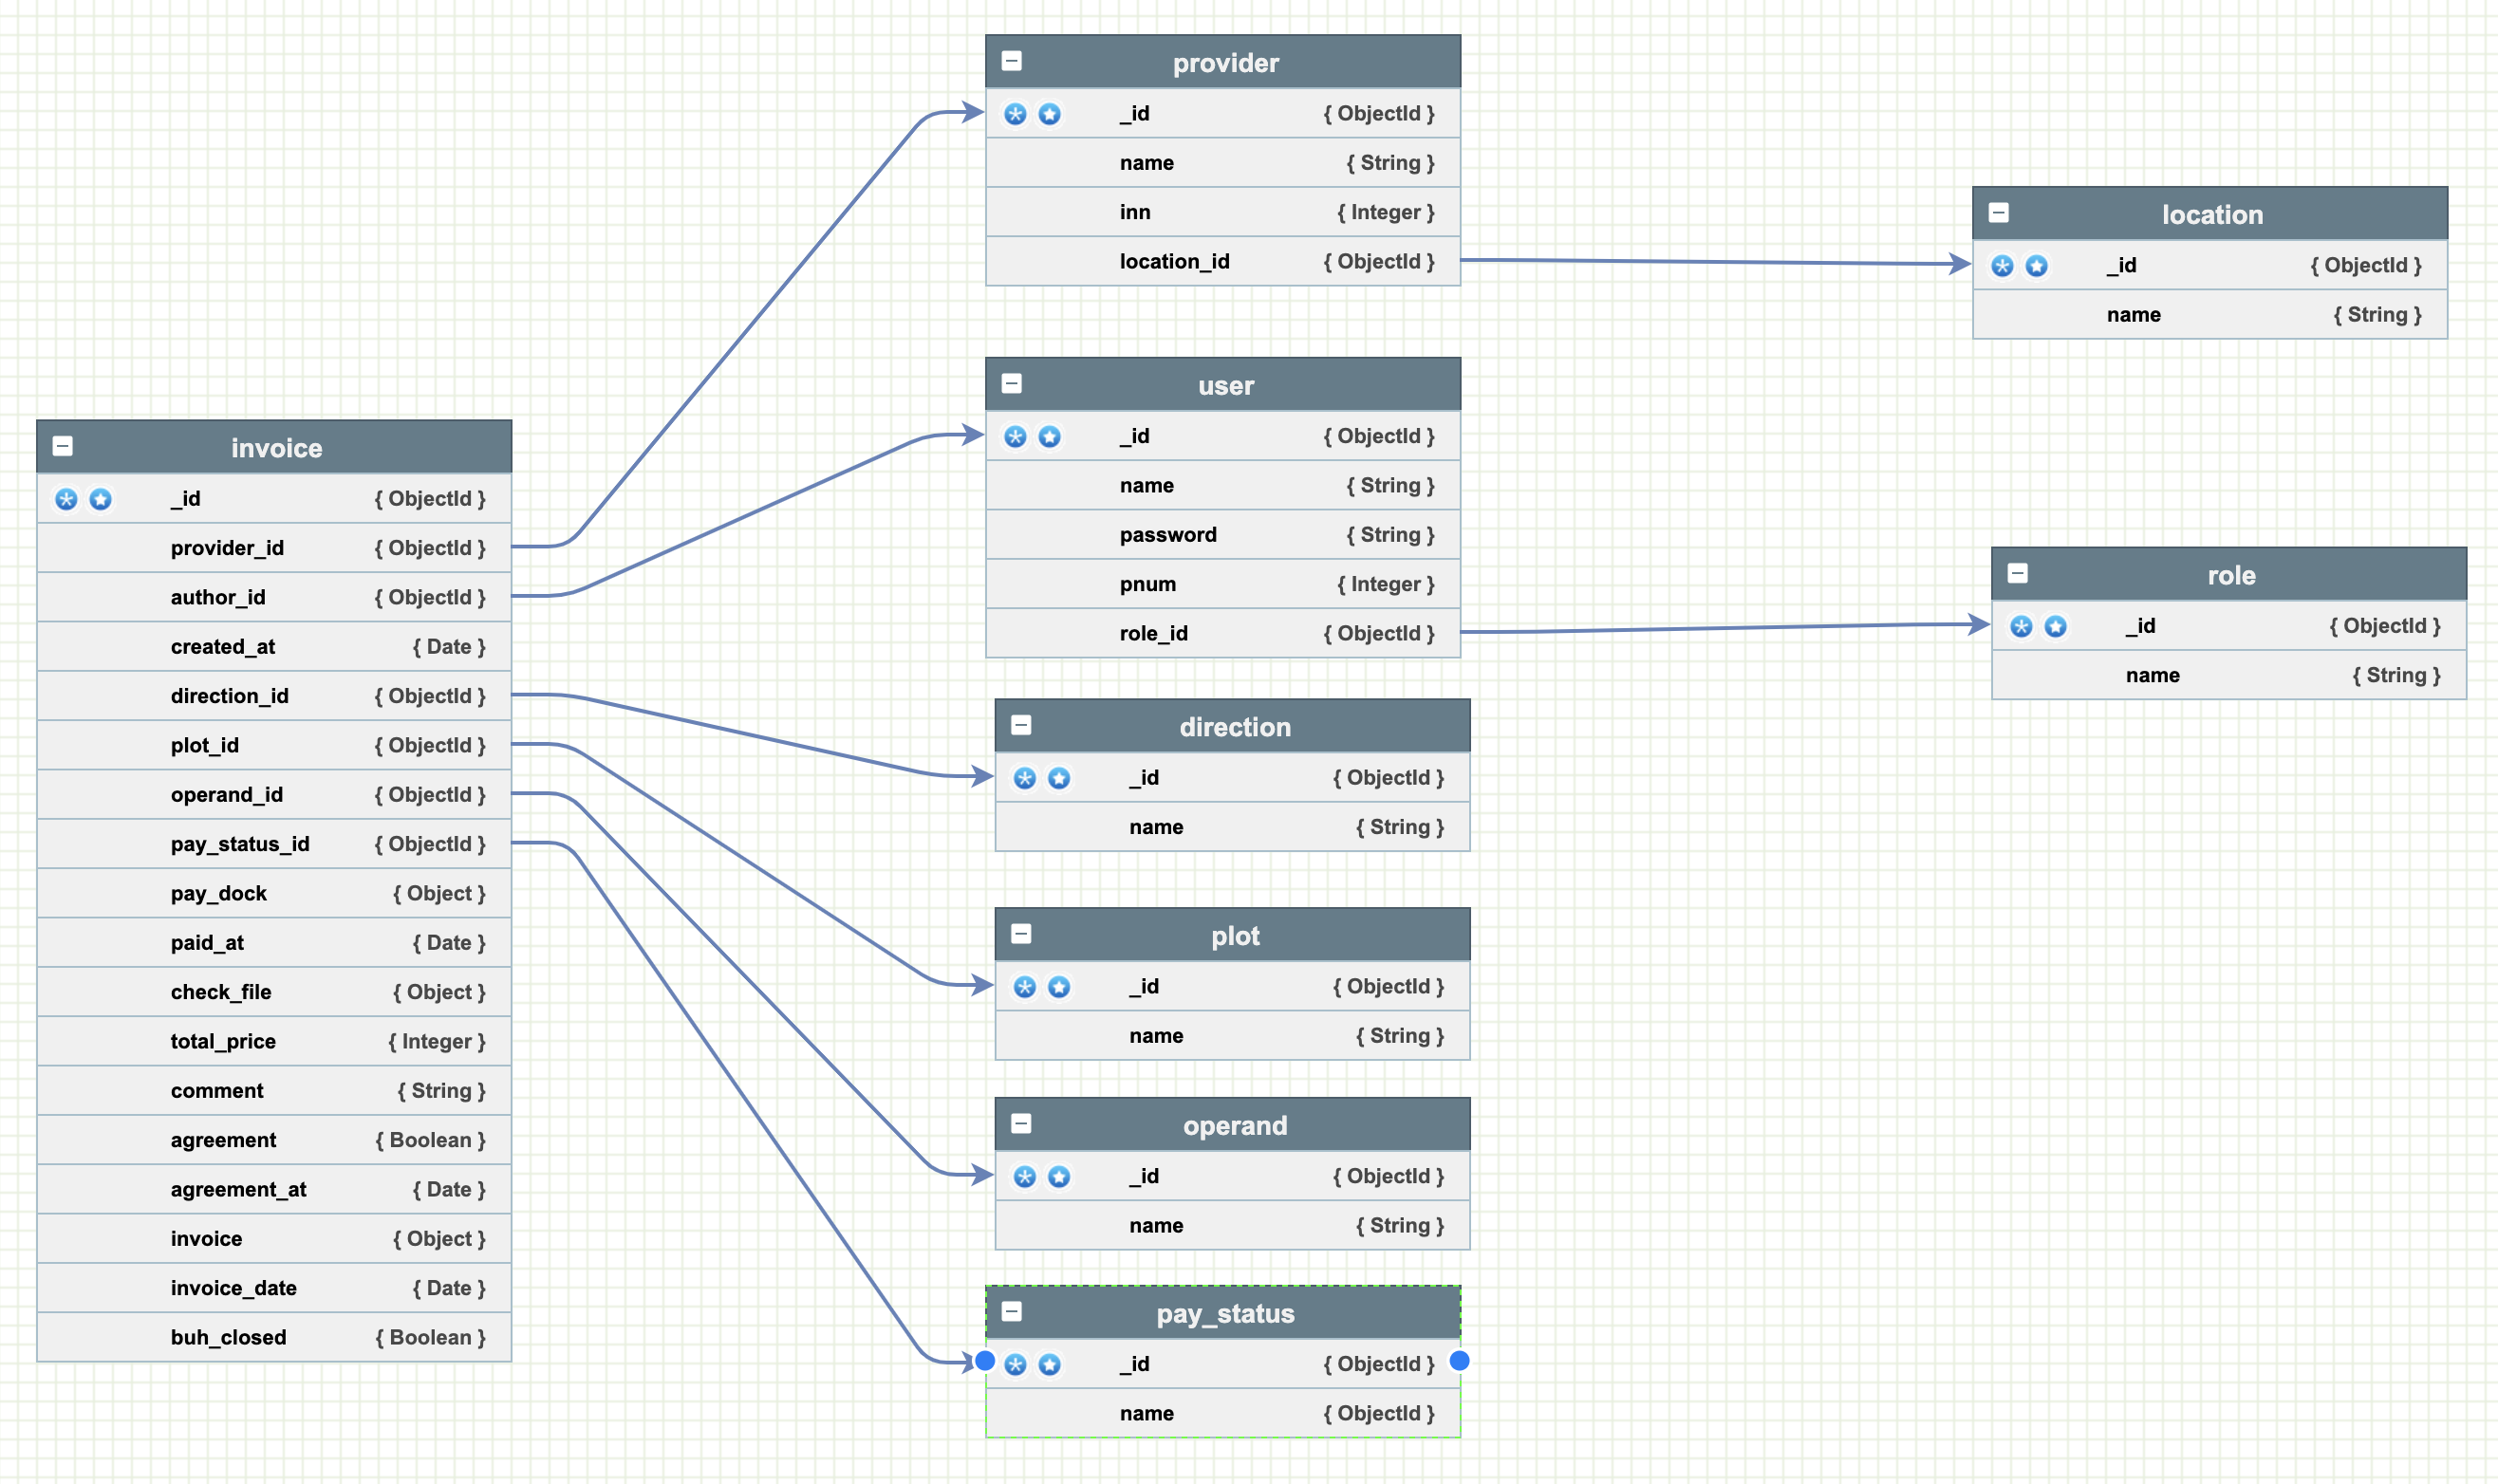 provider
_id { ObjectId }
name { String }
inn { Integer }
location_id { ObjectId }
location
_id { ObjectId }
name { String }
user
_id { ObjectId }
name { String }
password { String }
pnum { Integer }
role_id { ObjectId }
role
_id { ObjectId }
name { String }
invoice
_id { ObjectId }
provider_id { ObjectId }
author_id { ObjectId }
created_at { Date }
direction_id { ObjectId }
plot_id { ObjectId }
operand_id { ObjectId }
pay_status_id { ObjectId }
pay_dock { Object }
paid_at { Date }
check_file { Object }
total_price { Integer }
comment { String }
agreement { Boolean }
agreement_at { Date }
invoice { Object }
invoice_date { Date }
buh_closed { Boolean }
direction
_id { ObjectId }
name { String }
plot
_id { ObjectId }
name { String }
operand
_id { ObjectId }
name { String }
pay_status
_id { ObjectId }
name { ObjectId }